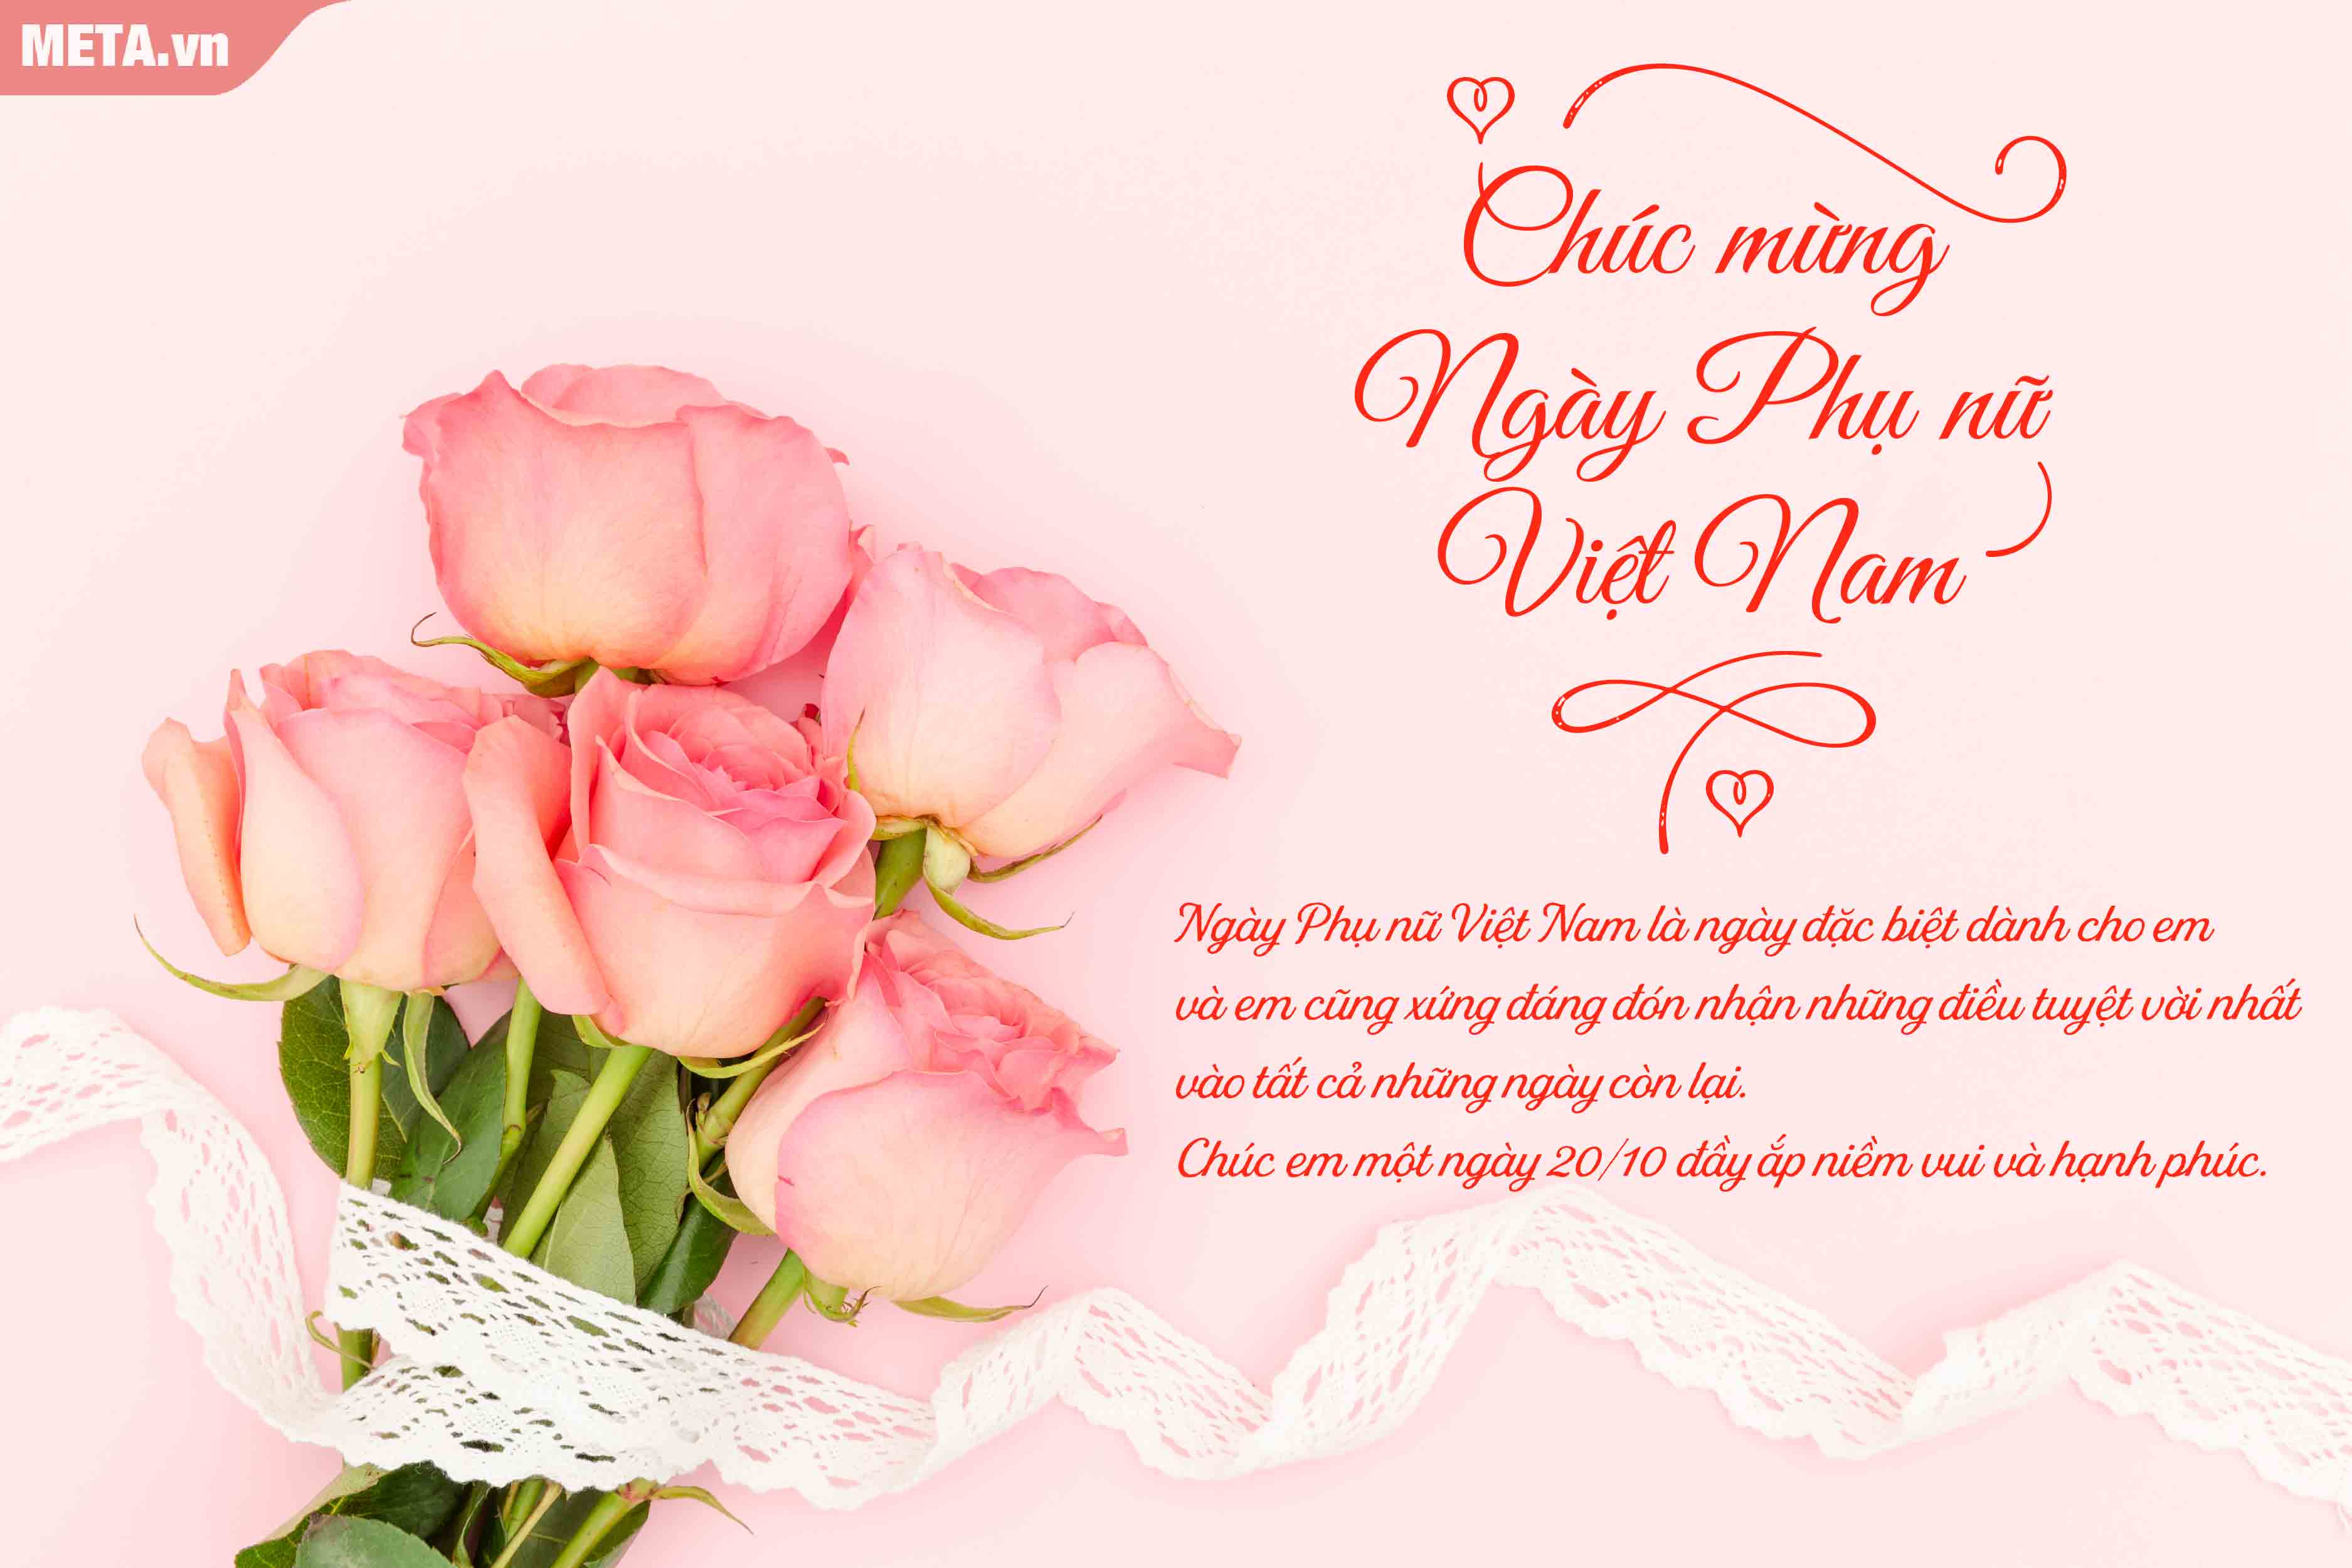 META.vn
Chúc mừng
Ngày Phụ nữ
Việt Nam
Ngày Phụ nữ Việt Nam là ngày đặc biệt dành cho em
và em cũng xứng đáng đón nhận những điều tuyệt vời nhất
vào tất cả những ngày còn lại.
Chúc em một ngày 20/10 đầy ắp niềm vui và hạnh phúc.